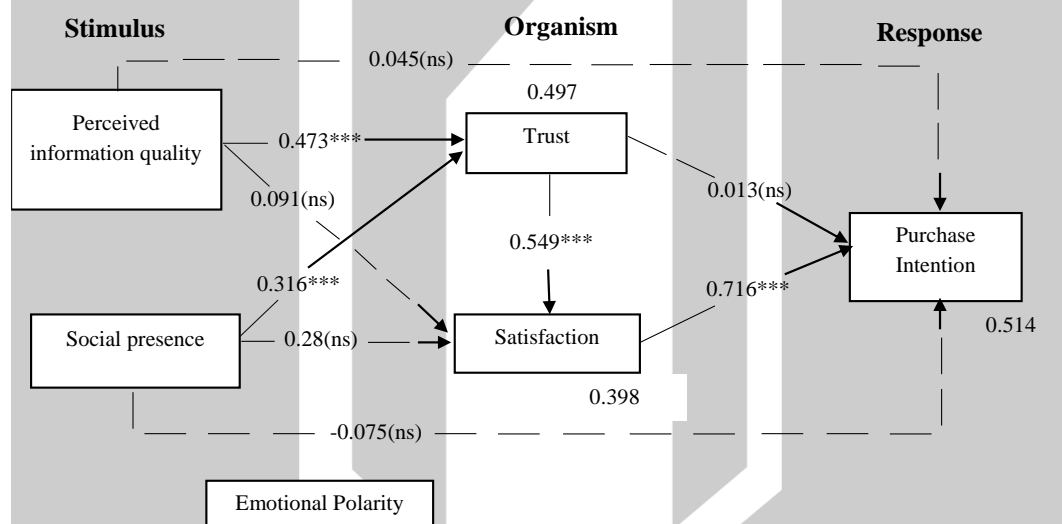 Stimulus
Organism
Response
0.045(ns)
0.497
Perceived
information quality
0.473***
Trust
0.091(ns)
0.013(ns)
0.549***
Purchase
Intention
0.316***
0.716***
Social presence
0.28(ns)
Satisfaction
0.514
0.398
-0.075(ns)
Emotional Polarity